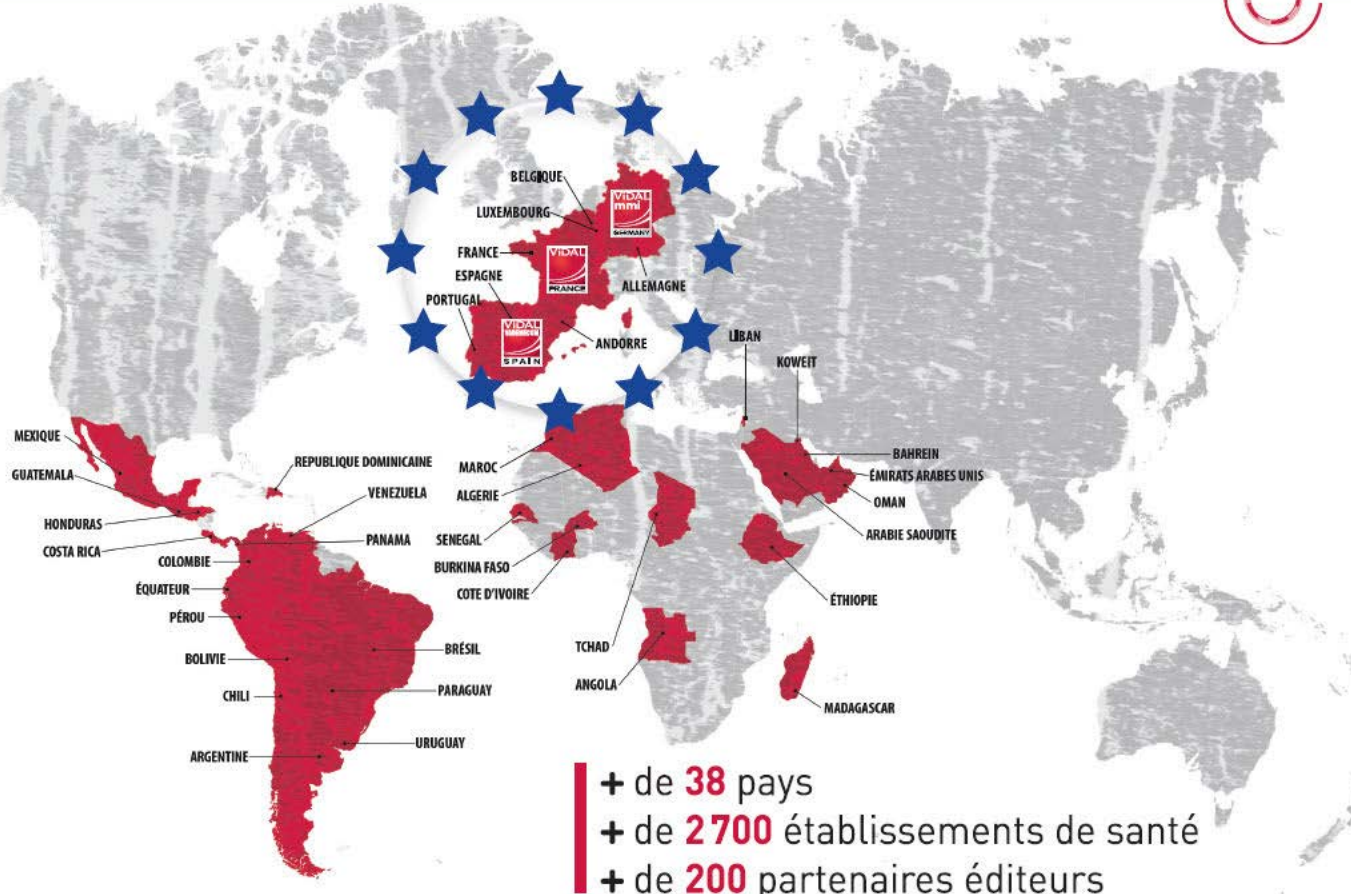 BELGIQUE
LUXEMBOURG
FRANCE
ESPAGNE
PORTUGAL
VIDAL
mmi
GERMANY
VIDAL
FRANCE
VIDAL
VADEMECUM
SPAIN
ALLEMAGNE
ANDORRE
LIBAN
KOWEIT
BAHREIN
ÉMIRATS ARABES UNIS
OMAN
ARABIE SAOUDITE
MEXIQUE
GUATEMALA
HONDURAS
COSTA RICA
REPUBLIQUE DOMINICAINE
VENEZUELA
PANAMA
COLOMBIE
ÉQUATEUR
PÉROU
BOLIVIE
CHILI
ARGENTINE
BRÉSIL
PARAGUAY
URUGUAY
MAROC
ALGERIE
SENEGAL
BURKINA FASO
COTE D'IVOIRE
TCHAD
ANGOLA
ÉTHIOPIE
MADAGASCAR
+ de 38 pays
+ de 2700 établissements de santé
+ de 200 partenaires éditeurs